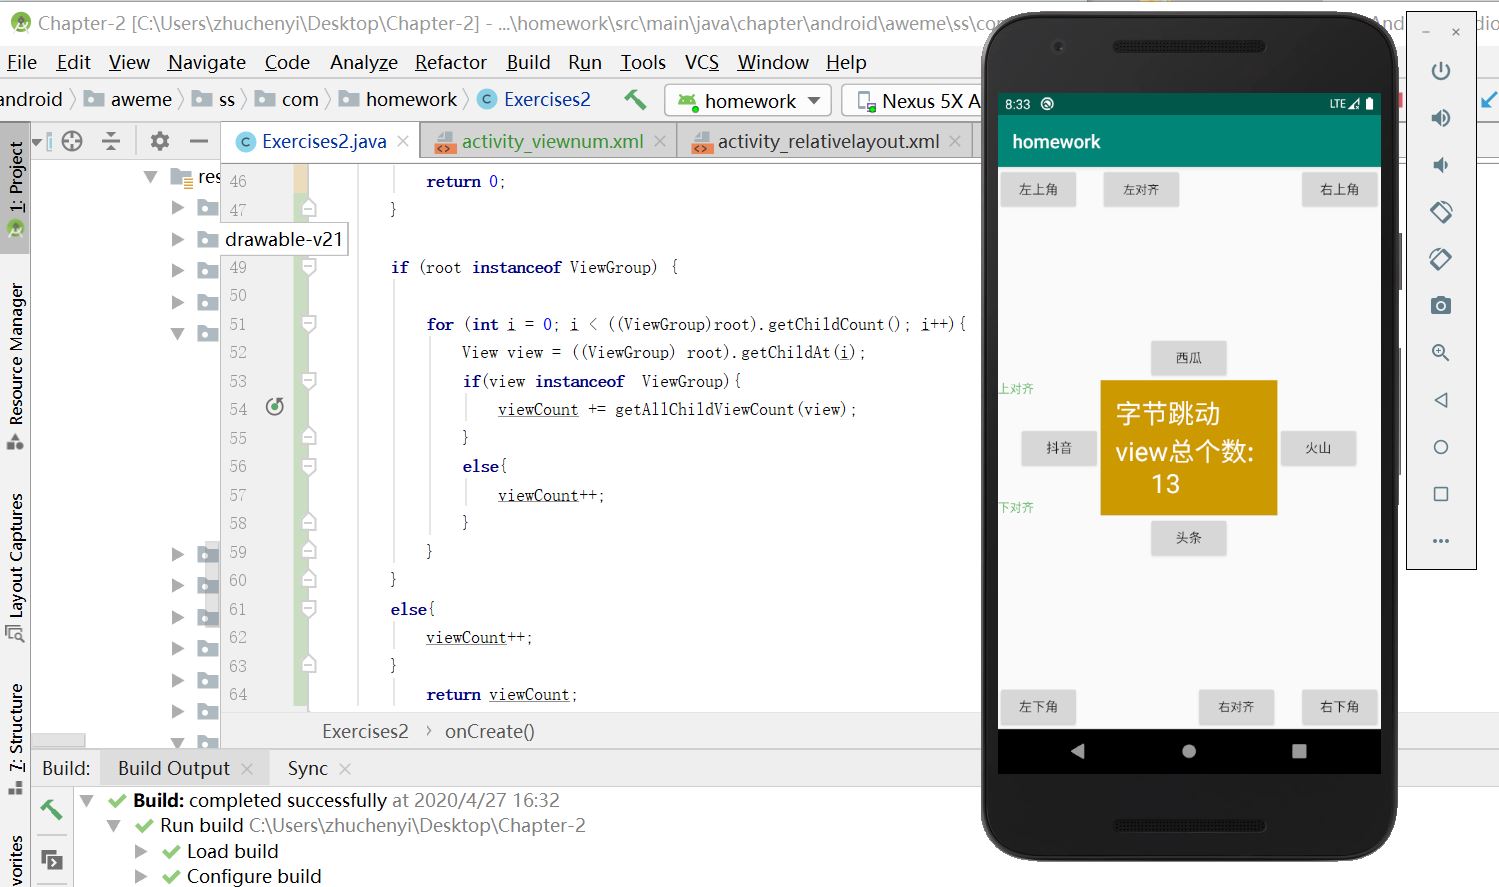 Chapter-2 [C:\Users\zhuchenyi\Desktop\Chapter-2] - ...\homework\src\main\java\chapter\android\aweme\ss\co
File Edit View Navigate Code Analyze Refactor Build Run Tools VCS Window Help
android aweme ss com homework Exercises2 homework Nexus 5X A
Exercises2.java activity_viewnum.xml activity_relativelayout.xml
1: Project
Resource Manager
Layout Captures
7: Structure
vorites
res
drawable-v21
46 return 0;
47 }
49 if (root instanceof ViewGroup) {
50
51 for (int i = 0; i < ((ViewGroup)root).getChildCount(); i++){
52 View view = ((ViewGroup) root).getChildAt(i);
53 if(view instanceof  ViewGroup){
54 viewCount += getAllChildViewCount(view);
55 }
56 else{
57 viewCount++;
58 }
59 }
60 }
61 else{
62 viewCount++;
63 }
64 return viewCount;
Exercises2 › onCreate()
Build: Build Output Sync
Build: completed successfully at 2020/4/27 16:32
Run build C:\Users\zhuchenyi\Desktop\Chapter-2
Load build
Configure build
8:33 LTE
homework
左上角 左对齐 右上角
西瓜
上对齐
字节跳动
view总个数:
13
抖音 火山
下对齐
头条
左下角 右对齐 右下角